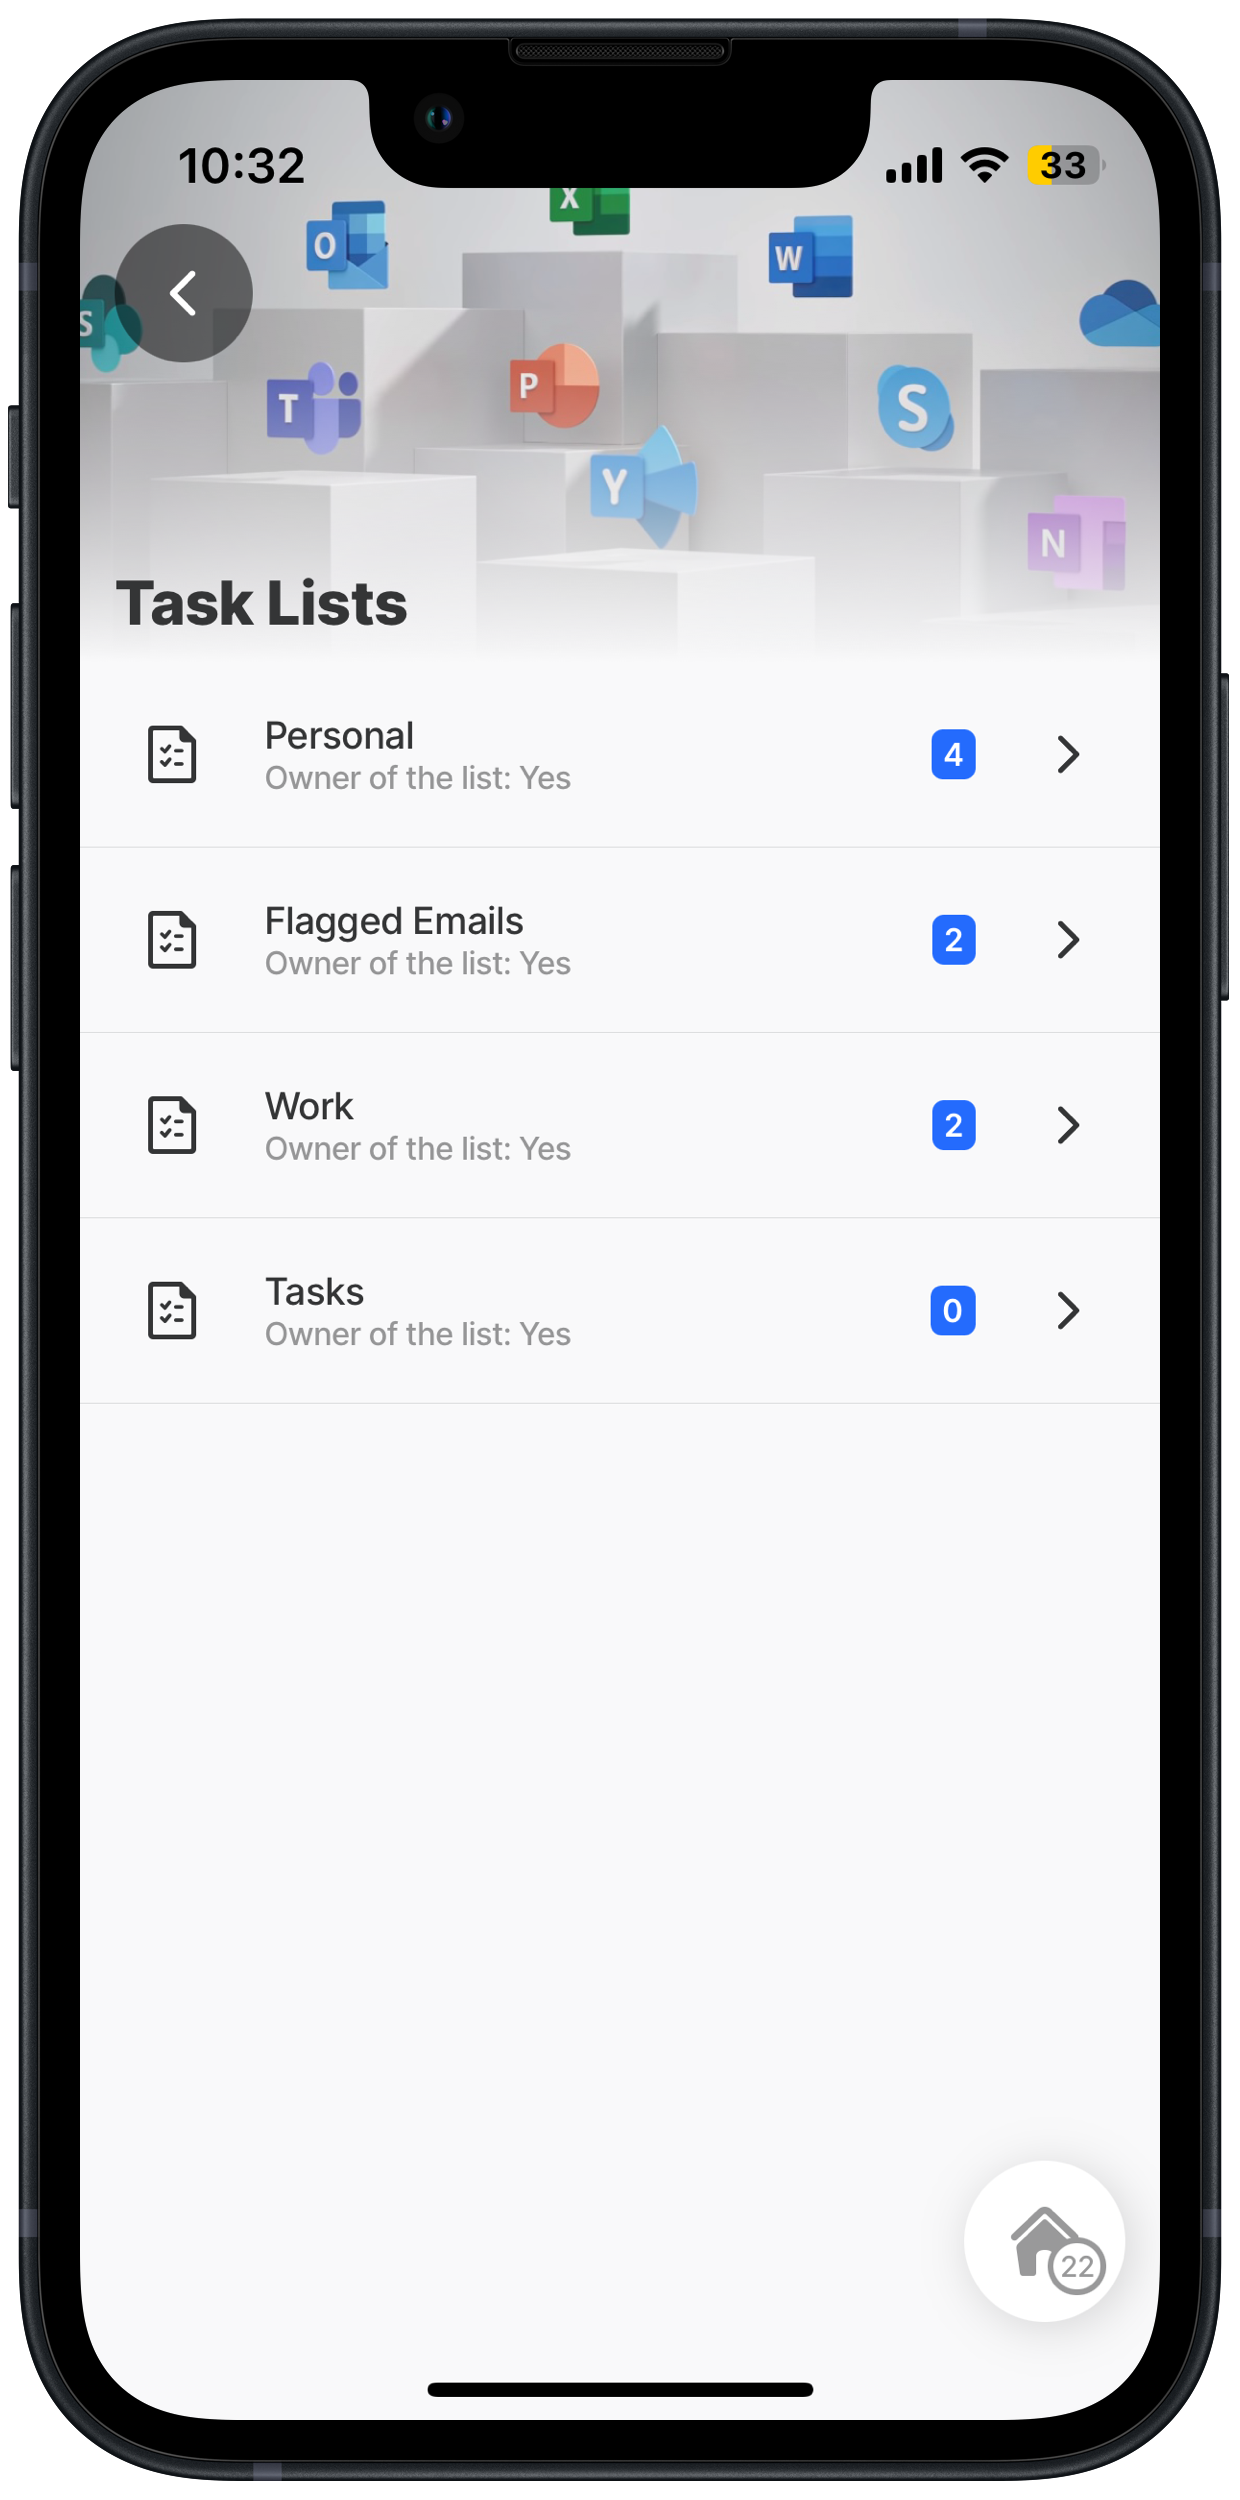 10:32
33
X
O
W
S
T
P
S
Y
N
Task Lists
Personal
Owner of the list: Yes
4
Flagged Emails
Owner of the list: Yes
2
Work
Owner of the list: Yes
2
Tasks
Owner of the list: Yes
0
22